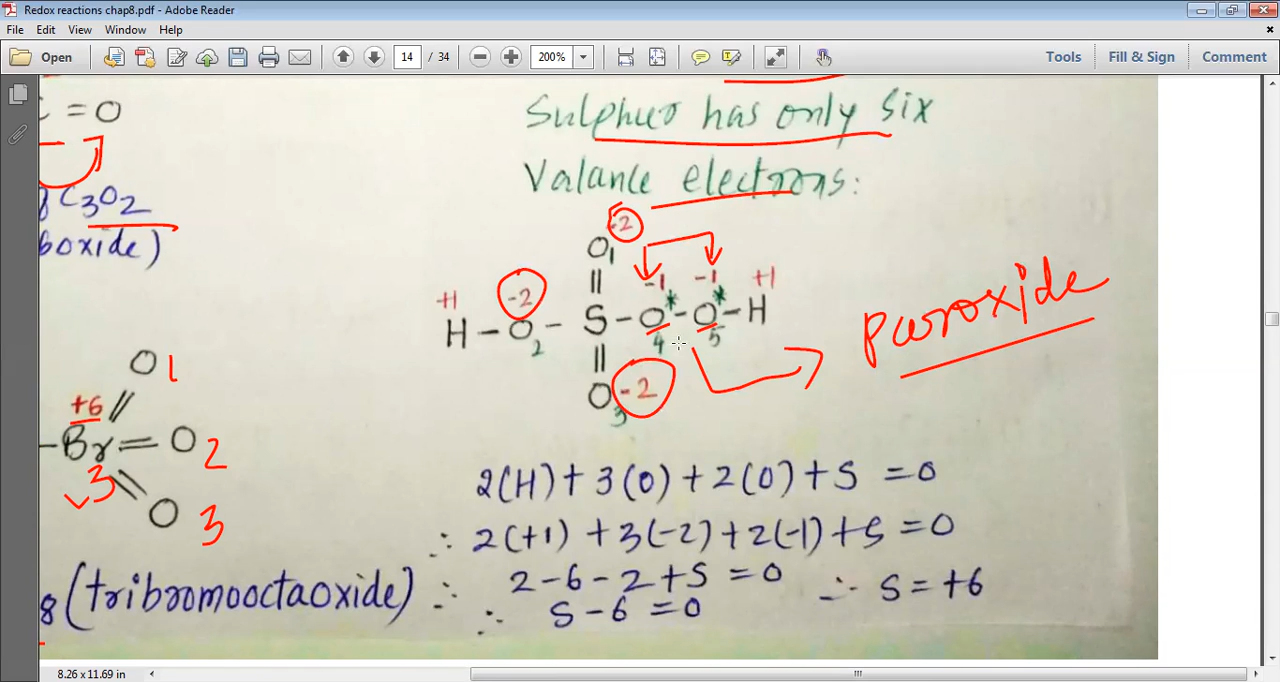 Redox reactions chap8.pdf - Adobe Reader
File Edit View Window Help
Open 14 / 34 200% Tools Fill & Sign Comment
C = O
C3O2
boxide)
Sulphur has only six
Valance electrons:
-2
O1
+1 -2 -1 -1 +1
H - O2 - S - O*4 - O*5 - H
O3 -2
Peroxide
O 1
+6
-Br = O 2
3
O 3
2(H) + 3(O) + 2(O) + S = 0
∴ 2(+1) + 3(-2) + 2(-1) + S = 0
∴ 2 - 6 - 2 + S = 0 ∴ S = +6
∴ S - 6 = 0
8 (tribromooctaoxide)
8.26 x 11.69 in